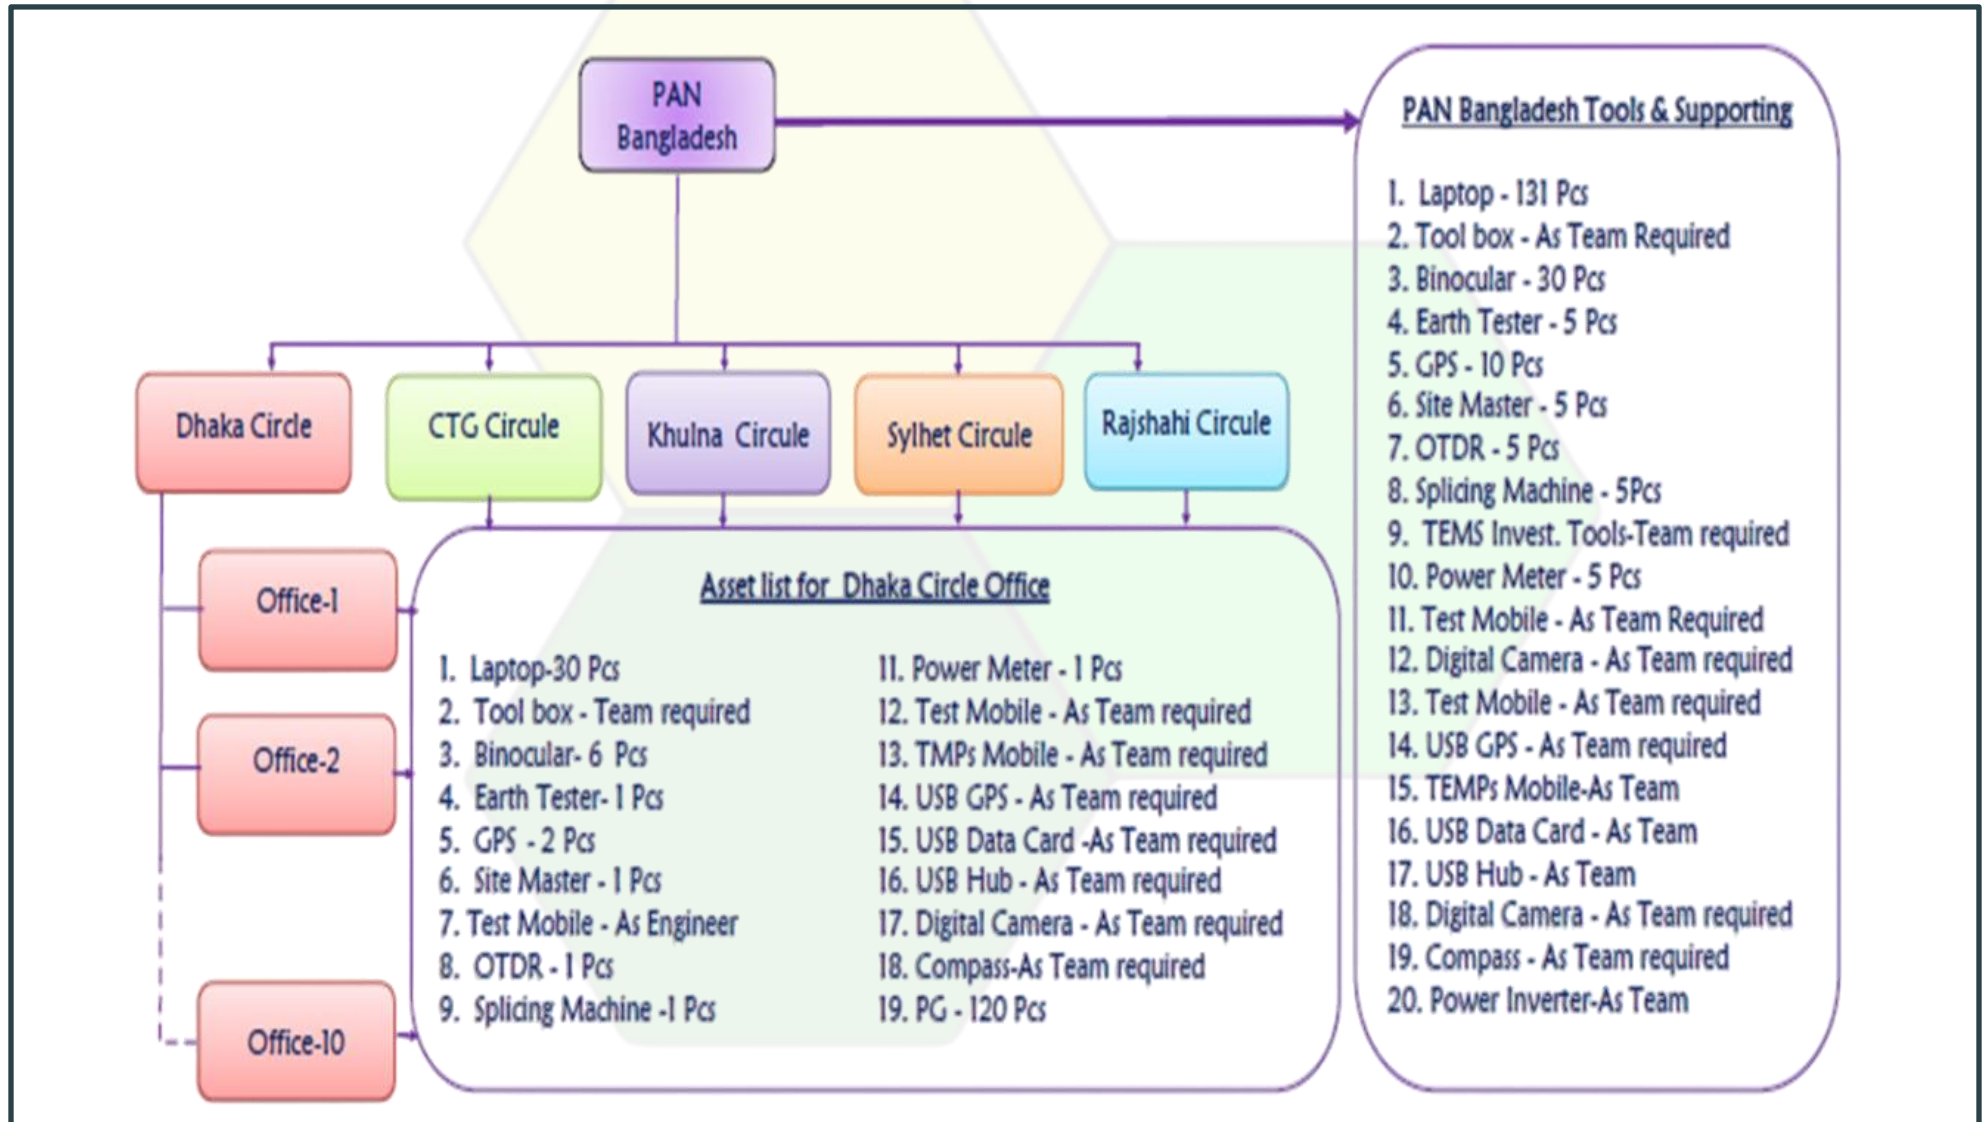 PAN
Bangladesh
Dhaka Circle
CTG Circule
Khulna Circule
Sylhet Circule
Rajshahi Circule
Office-1
Office-2
Office-10
Asset list for Dhaka Circle Office
1. Laptop-30 Pcs
2. Tool box - Team required
3. Binocular- 6 Pcs
4. Earth Tester- 1 Pcs
5. GPS - 2 Pcs
6. Site Master - 1 Pcs
7. Test Mobile - As Engineer
8. OTDR - 1 Pcs
9. Splicing Machine -1 Pcs
11. Power Meter - 1 Pcs
12. Test Mobile - As Team required
13. TMPs Mobile - As Team required
14. USB GPS - As Team required
15. USB Data Card -As Team required
16. USB Hub - As Team required
17. Digital Camera - As Team required
18. Compass-As Team required
19. PG - 120 Pcs
PAN Bangladesh Tools & Supporting
1. Laptop - 131 Pcs
2. Tool box - As Team Required
3. Binocular - 30 Pcs
4. Earth Tester - 5 Pcs
5. GPS - 10 Pcs
6. Site Master - 5 Pcs
7. OTDR - 5 Pcs
8. Splicing Machine - 5Pcs
9. TEMS Invest. Tools-Team required
10. Power Meter - 5 Pcs
11. Test Mobile - As Team Required
12. Digital Camera - As Team required
13. Test Mobile - As Team required
14. USB GPS - As Team required
15. TEMPs Mobile-As Team
16. USB Data Card - As Team
17. USB Hub - As Team
18. Digital Camera - As Team required
19. Compass - As Team required
20. Power Inverter-As Team